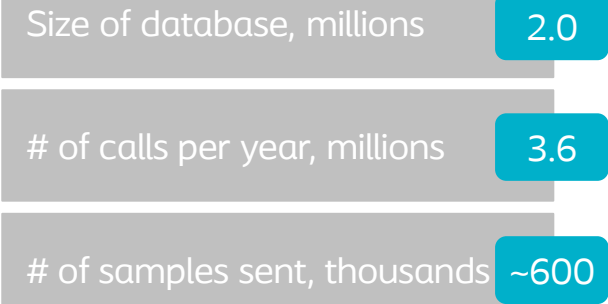 Size of database, millions 2.0
# of calls per year, millions 3.6
# of samples sent, thousands ~600